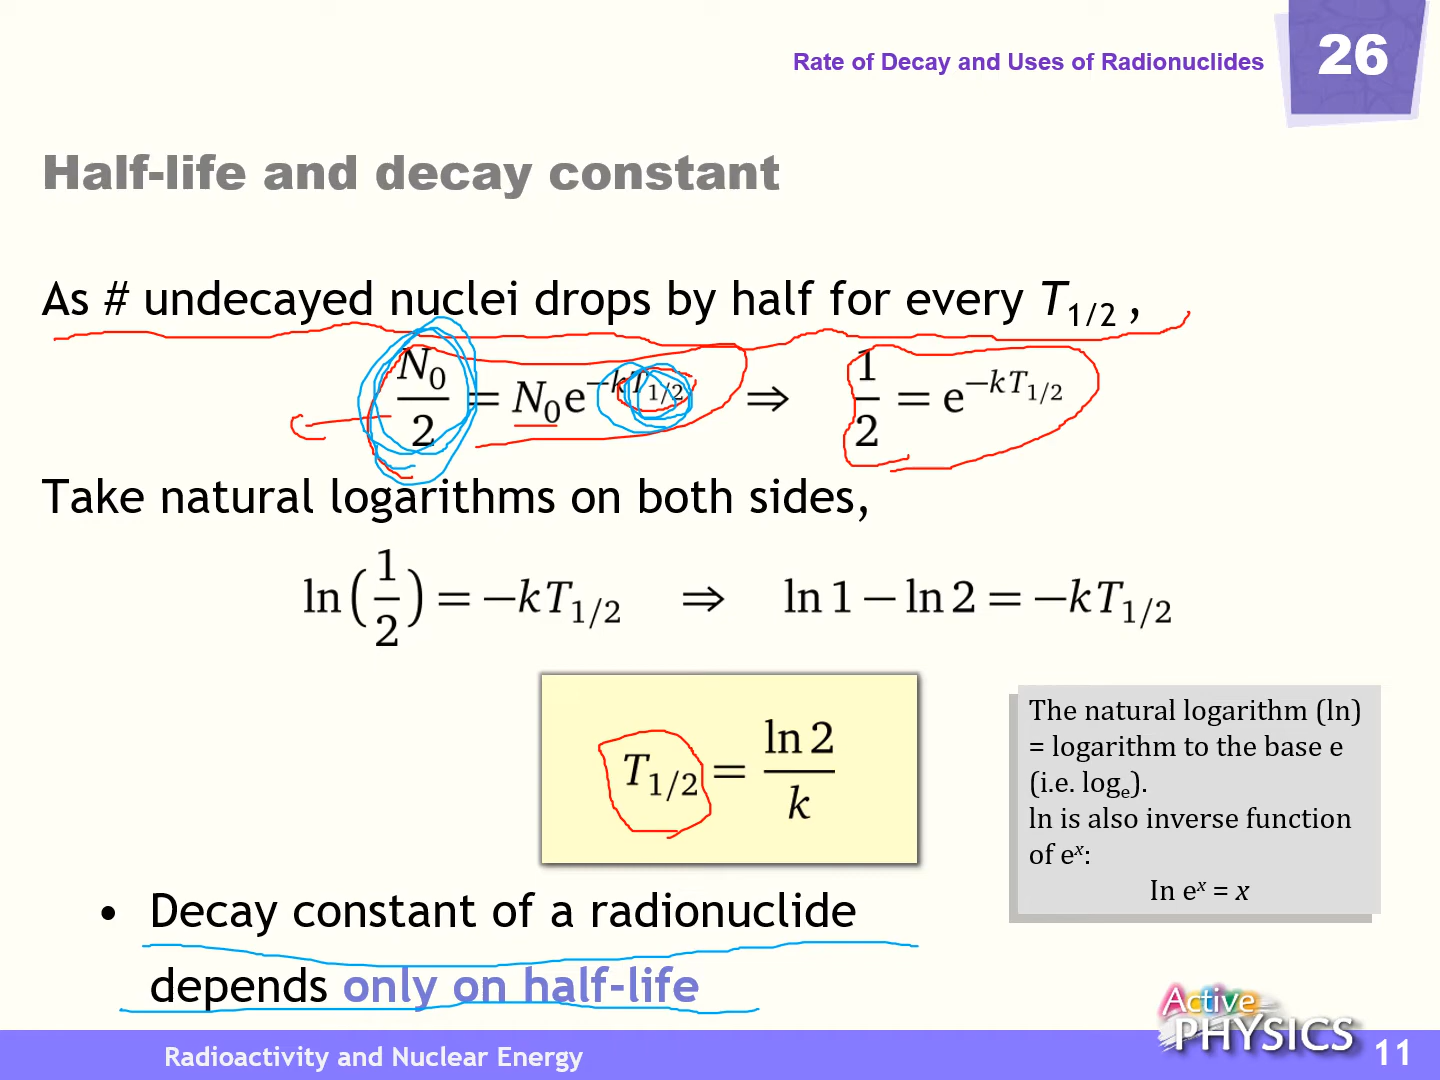 Rate of Decay and Uses of Radionuclides
26
Half-life and decay constant
As # undecayed nuclei drops by half for every T₁/₂ ,
N₀/2 = N₀e^(−kT₁/₂) ⇒ 1/2 = e^(−kT₁/₂)
Take natural logarithms on both sides,
ln(1/2) = −kT₁/₂ ⇒ ln 1 − ln 2 = −kT₁/₂
T₁/₂ = ln 2/k
The natural logarithm (ln)
= logarithm to the base e
(i.e. logₑ).
ln is also inverse function
of eˣ:
In eˣ = x
• Decay constant of a radionuclide
depends only on half-life
Active
PHYSICS
Radioactivity and Nuclear Energy
11